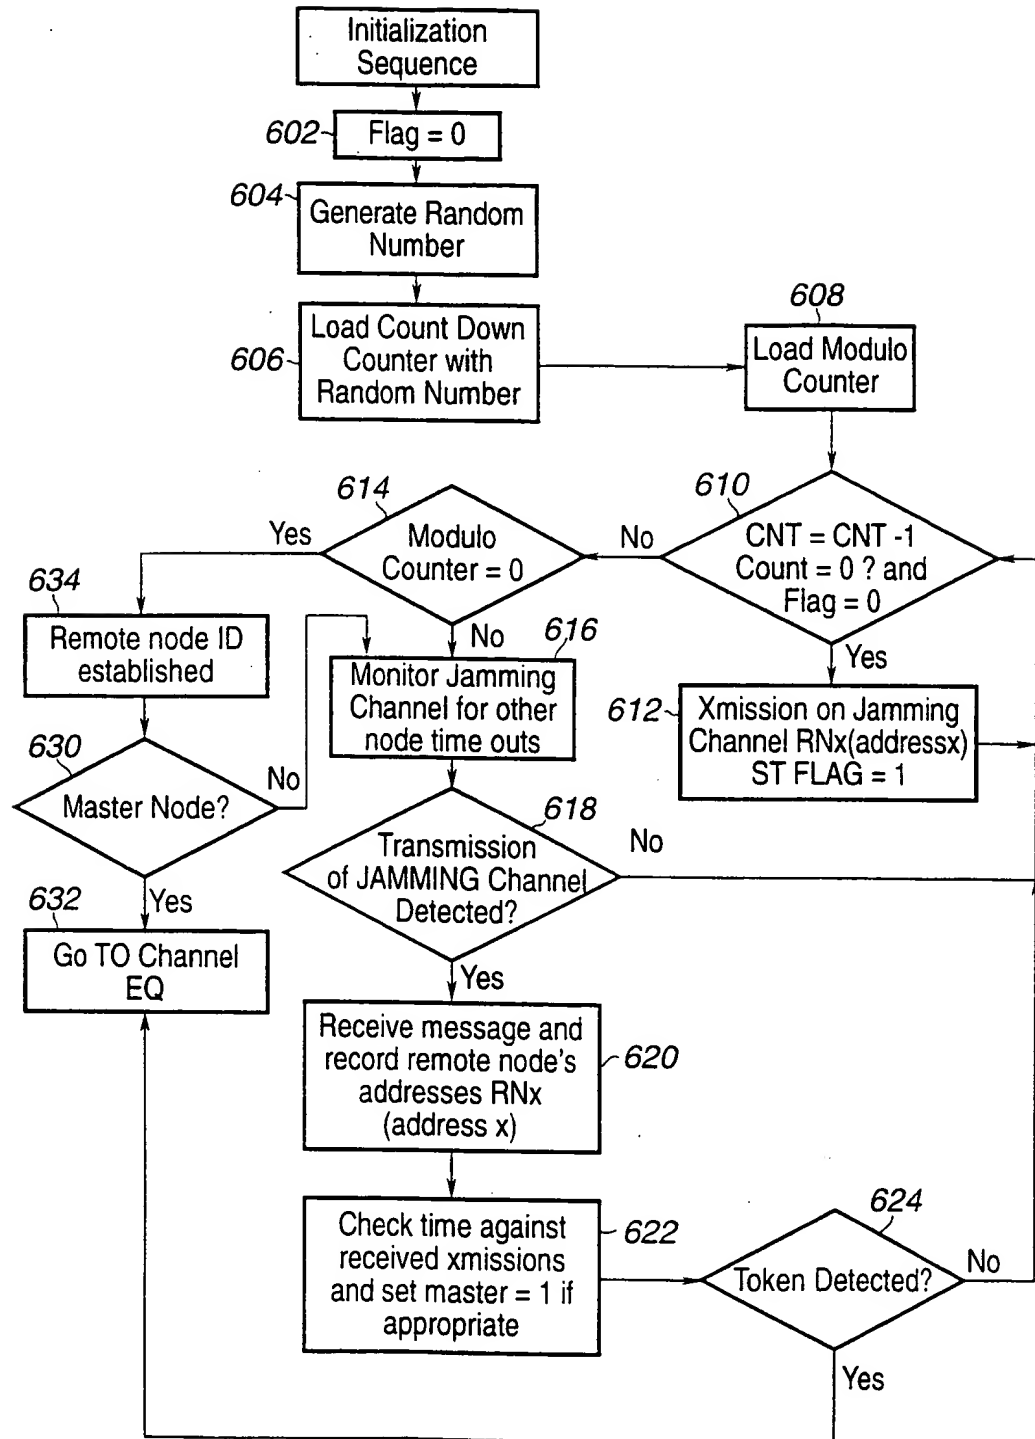 Initialization
Sequence
602
Flag = 0
604
Generate Random
Number
606
Load Count Down
Counter with
Random Number
608
Load Modulo
Counter
610
CNT = CNT -1
Count = 0 ? and
Flag = 0
No
Yes
614
Modulo
Counter = 0
Yes
No
612
Xmission on Jamming
Channel RNx(addressx)
ST FLAG = 1
634
Remote node ID
established
616
Monitor Jamming
Channel for other
node time outs
630
Master Node?
No
Yes
618
Transmission
of JAMMING Channel
Detected?
No
Yes
632
Go TO Channel
EQ
Receive message and
record remote node's
addresses RNx
(address x)
620
Check time against
received xmissions
and set master = 1 if
appropriate
622
624
Token Detected?
No
Yes